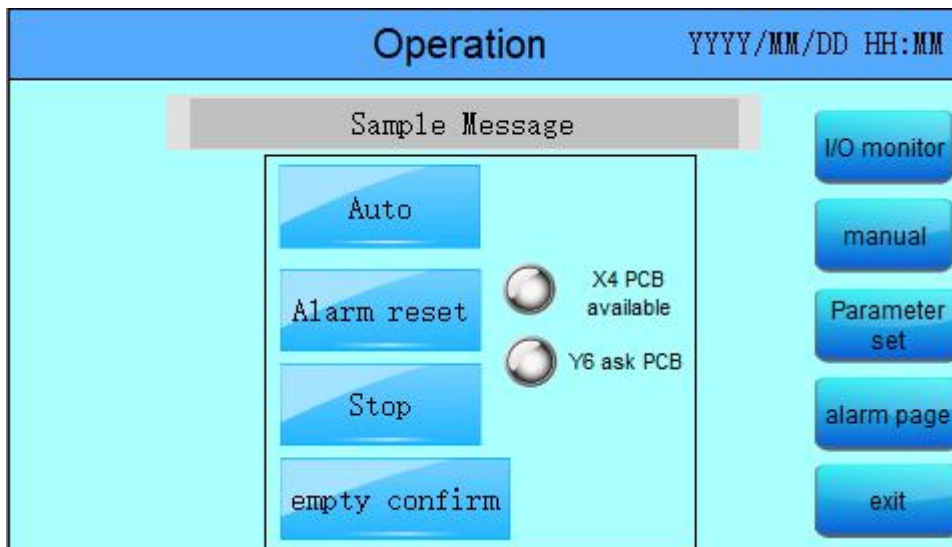 Operation YYYY/MM/DD HH:MM
Sample Message
I/O monitor
Auto
manual
X4 PCB
available
Alarm reset
Parameter
set
Y6 ask PCB
Stop
alarm page
empty confirm
exit